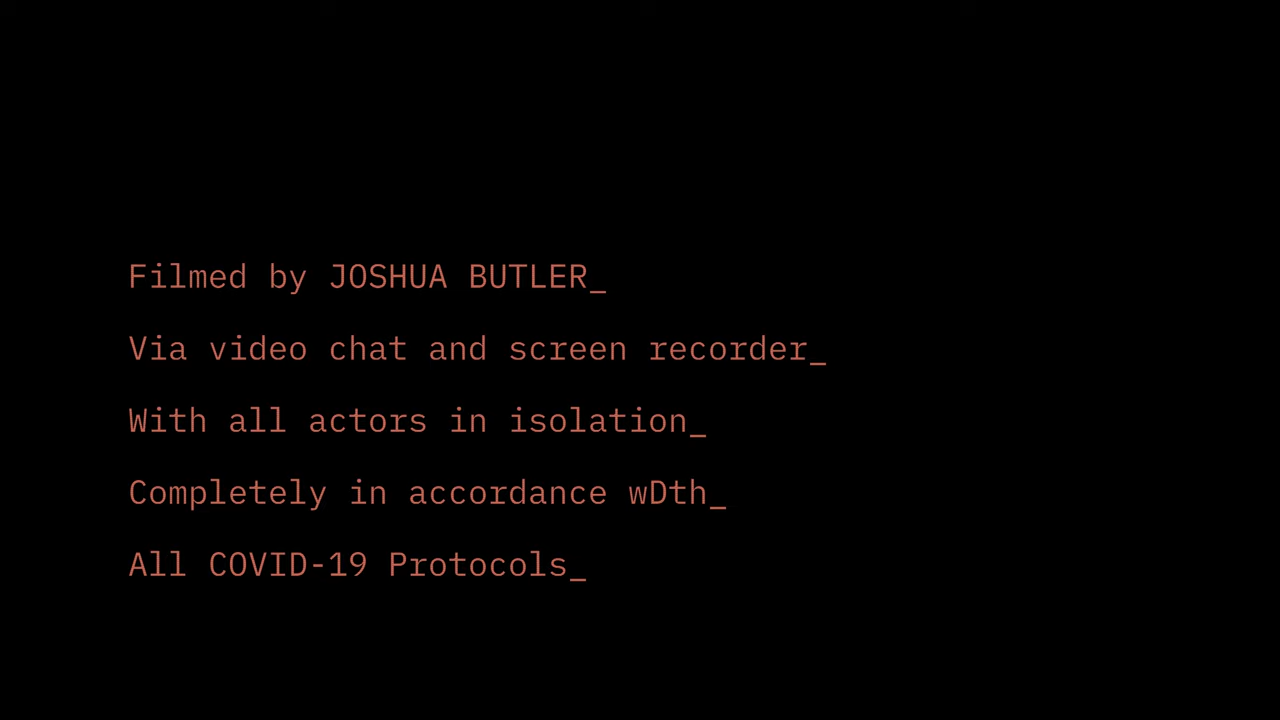 Filmed by JOSHUA BUTLER_
Via video chat and screen recorder_
With all actors in isolation_
Completely in accordance wDth_
All COVID-19 Protocols_